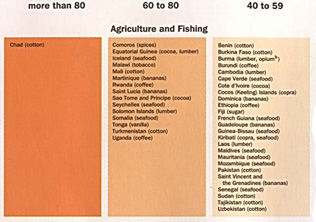 more than 80
60 to 80
40 to 59
Agriculture and Fishing
Chad (cotton)
Comoros (spices)
Equatorial Guinea (cocoa, lumber)
Iceland (seafood)
Malawi (tobacco)
Mali (cotton)
Martinique (bananas)
Rwanda (coffee)
Saint Lucia (bananas)
Sao Tome and Principe (cocoa)
Seychelles (seafood)
Solomon Islands (lumber)
Somalia (seafood)
Tonga (vanilla)
Turkmenistan (cotton)
Uganda (coffee)
Benin (cotton)
Burkina Faso (cotton)
Burma (lumber, opium
Burundi (coffee)
Cambodia (lumber)
Cape Verde (seafood)
Cote d'Ivoire (cocoa)
Cocos (Keeling) Islands (copra)
Dominica (bananas)
Ethiopia (coffee)
Fiji (sugar)
French Guiana (seafood)
Guadeloupe (bananas)
Guinea-Bissau (seafood)
Kiribati (copra, seafood)
Laos (lumber)
Maldives (seafood)
Mauritania (seafood)
Mozambique (seafood)
Pakistan (cotton)
Saint Vincent and
the Grenadines (bananas)
Senegal (seafood)
Sudan (cotton)
Tajikistan (cotton)
Uzbekistan (cotton)